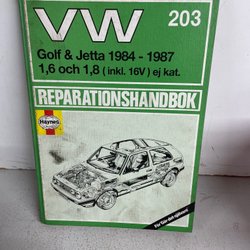 VW
203
Golf & Jetta 1984 - 1987
1,6 och 1,8 (inkl. 16V) ej kat.
REPARATIONSHANDBOK
Haynes